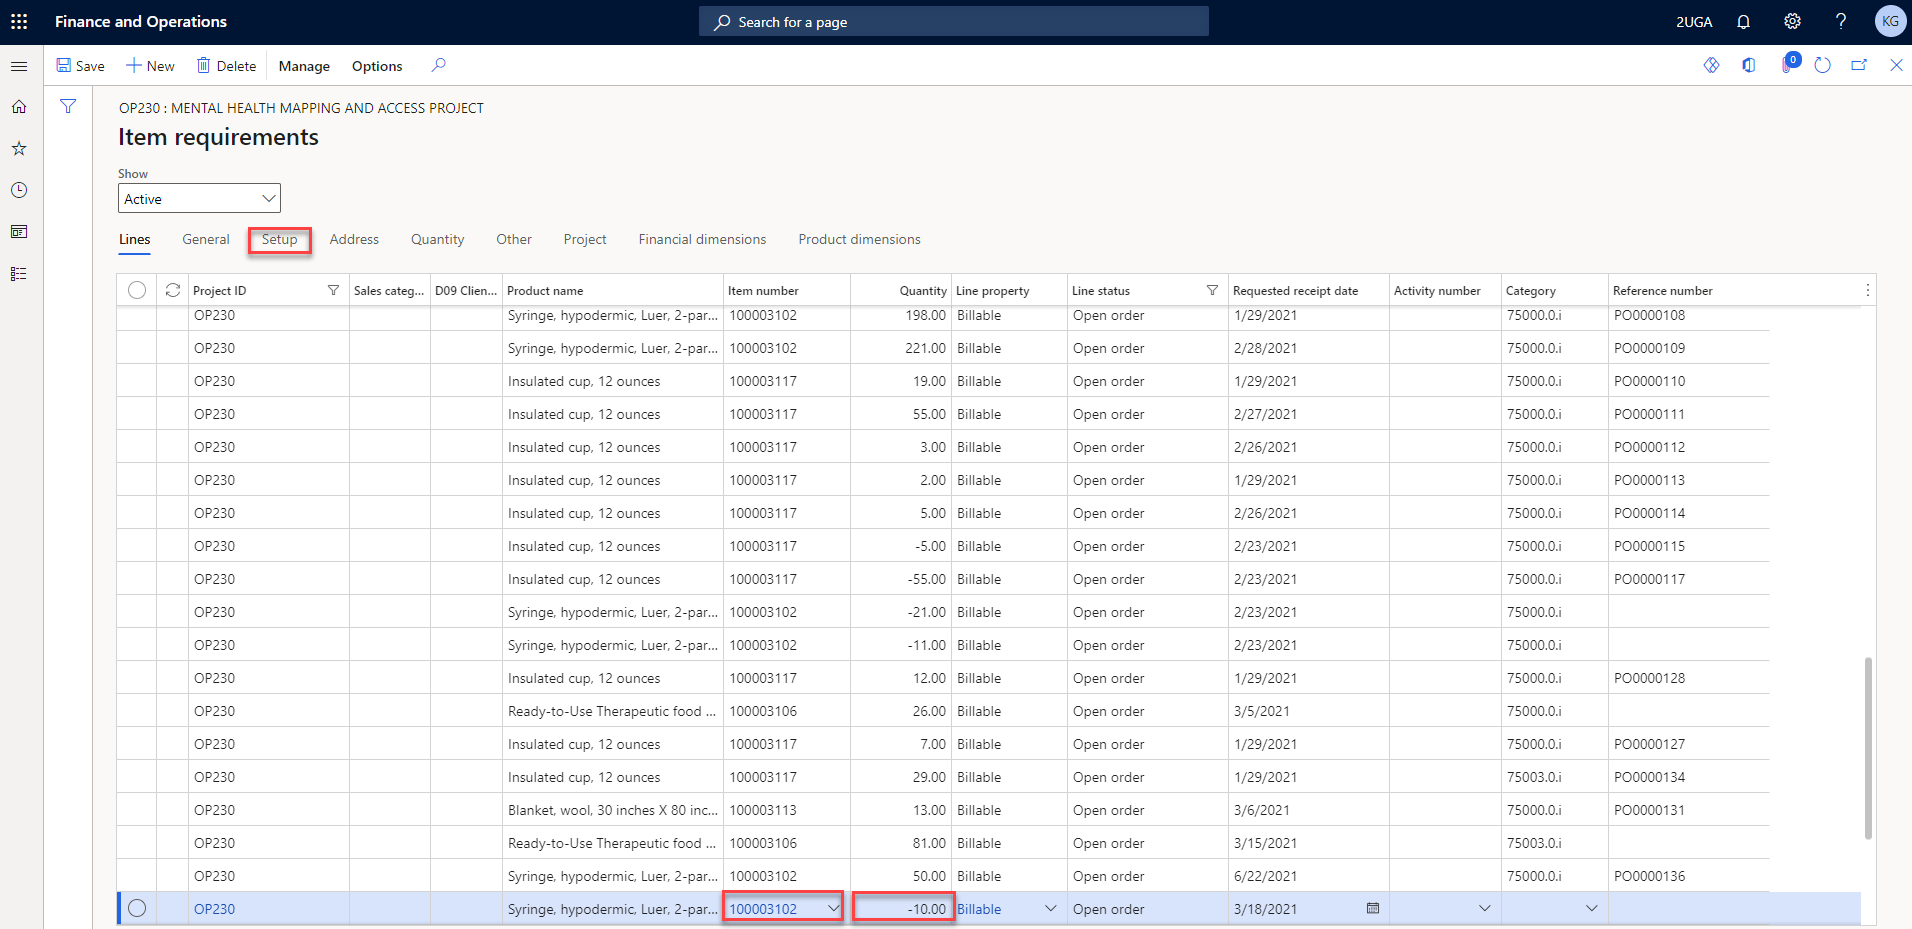 Finance and Operations
Search for a page
2UGA
?
KG
Save
New
Delete
Manage
Options
0
OP230 : MENTAL HEALTH MAPPING AND ACCESS PROJECT
Item requirements
Show
Active
Lines General Setup Address Quantity Other Project Financial dimensions Product dimensions
Project ID Sales categ... D09 Clien... Product name Item number Quantity Line property Line status Requested receipt date Activity number Category Reference number
OP230 Syringe, hypodermic, Luer, 2-par... 100003102 198.00 Billable Open order 1/29/2021 75000.0.i PO0000108
OP230 Syringe, hypodermic, Luer, 2-par... 100003102 221.00 Billable Open order 2/28/2021 75000.0.i PO0000109
OP230 Insulated cup, 12 ounces 100003117 19.00 Billable Open order 1/29/2021 75000.0.i PO0000110
OP230 Insulated cup, 12 ounces 100003117 55.00 Billable Open order 2/27/2021 75000.0.i PO0000111
OP230 Insulated cup, 12 ounces 100003117 3.00 Billable Open order 2/26/2021 75000.0.i PO0000112
OP230 Insulated cup, 12 ounces 100003117 2.00 Billable Open order 1/29/2021 75000.0.i PO0000113
OP230 Insulated cup, 12 ounces 100003117 5.00 Billable Open order 2/26/2021 75000.0.i PO0000114
OP230 Insulated cup, 12 ounces 100003117 -5.00 Billable Open order 2/23/2021 75000.0.i PO0000115
OP230 Insulated cup, 12 ounces 100003117 -55.00 Billable Open order 2/23/2021 75000.0.i PO0000117
OP230 Syringe, hypodermic, Luer, 2-par... 100003102 -21.00 Billable Open order 2/23/2021 75000.0.i
OP230 Syringe, hypodermic, Luer, 2-par... 100003102 -11.00 Billable Open order 2/23/2021 75000.0.i
OP230 Insulated cup, 12 ounces 100003117 12.00 Billable Open order 1/29/2021 75000.0.i PO0000128
OP230 Ready-to-Use Therapeutic food ... 100003106 26.00 Billable Open order 3/5/2021 75000.0.i
OP230 Insulated cup, 12 ounces 100003117 7.00 Billable Open order 1/29/2021 75000.0.i PO0000127
OP230 Insulated cup, 12 ounces 100003117 29.00 Billable Open order 1/29/2021 75003.0.i PO0000134
OP230 Blanket, wool, 30 inches X 80 inc... 100003113 13.00 Billable Open order 3/6/2021 75000.0.i PO0000131
OP230 Ready-to-Use Therapeutic food ... 100003106 81.00 Billable Open order 3/15/2021 75003.0.i
OP230 Syringe, hypodermic, Luer, 2-par... 100003102 50.00 Billable Open order 6/22/2021 75000.0.i PO0000136
OP230 Syringe, hypodermic, Luer, 2-par... 100003102 -10.00 Billable Open order 3/18/2021